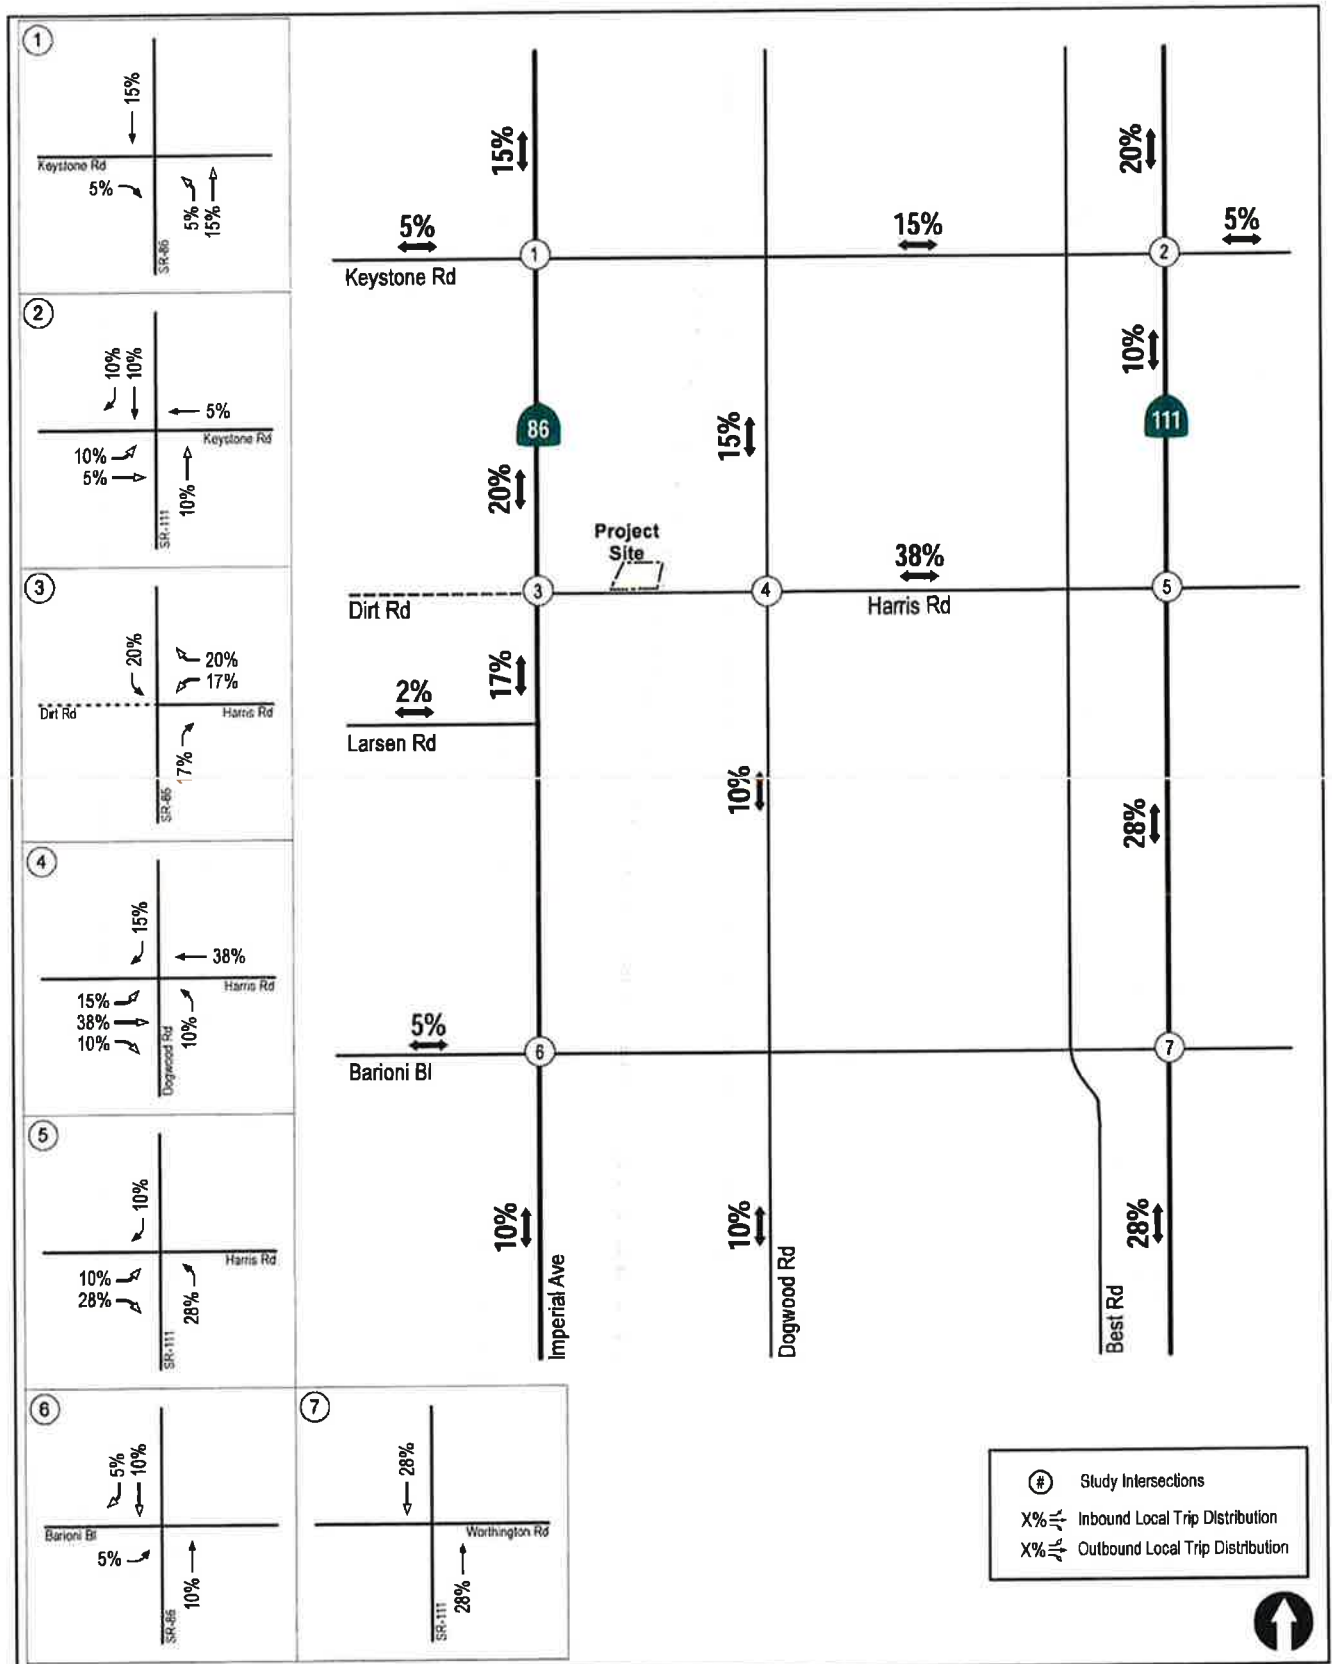 1
15%
Keystone Rd
5%
5%
15%
SR-86
2
10%
10%
5%
Keystone Rd
10%
5%
10%
SR-111
3
20%
20%
17%
Dirt Rd
Harris Rd
17%
SR-86
4
15%
38%
Harris Rd
15%
38%
10%
Dogwood Rd
10%
5
10%
Harris Rd
10%
28%
28%
SR-111
6
5%
10%
Barioni Bl
5%
10%
SR-86
7
28%
Worthington Rd
28%
SR-111
15%
20%
5%
15%
5%
1
2
Keystone Rd
10%
86
15%
111
20%
Project
Site
38%
3
4
5
Dirt Rd
Harris Rd
17%
2%
Larsen Rd
10%
28%
5%
6
7
Barioni Bl
10%
10%
28%
Imperial Ave
Dogwood Rd
Best Rd
# Study Intersections
X% Inbound Local Trip Distribution
X% Outbound Local Trip Distribution